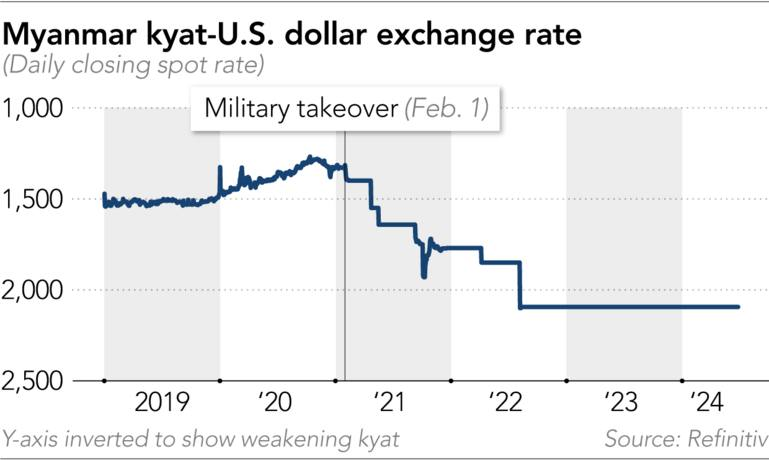 Myanmar kyat-U.S. dollar exchange rate
(Daily closing spot rate)
Military takeover (Feb. 1)
1,000
1,500
2,000
2,500
2019 ‘20 ‘21 ‘22 ‘23 ‘24
Y-axis inverted to show weakening kyat Source: Refinitiv